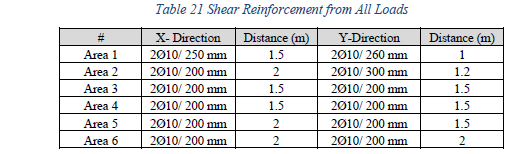 Table 21 Shear Reinforcement from All Loads
# X- Direction Distance (m) Y-Direction Distance (m)
Area 1 2Ø10/ 250 mm 1.5 2Ø10/ 260 mm 1
Area 2 2Ø10/ 200 mm 2 2Ø10/ 300 mm 1.2
Area 3 2Ø10/ 200 mm 1.5 2Ø10/ 200 mm 1.5
Area 4 2Ø10/ 200 mm 1.5 2Ø10/ 200 mm 1.5
Area 5 2Ø10/ 200 mm 2 2Ø10/ 200 mm 1.5
Area 6 2Ø10/ 200 mm 2 2Ø10/ 200 mm 2